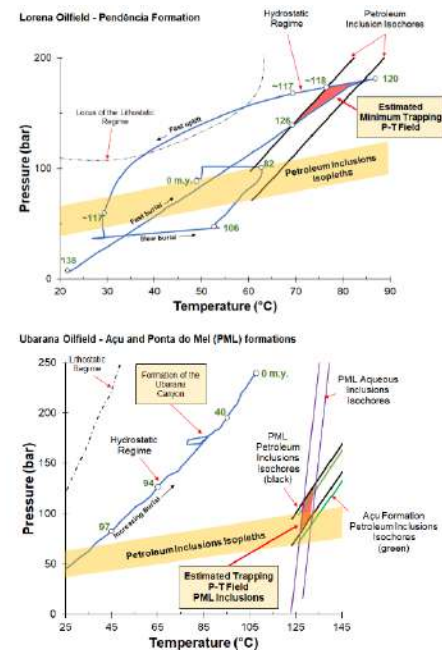 Lorena Oilfield - Pendência Formation
Hydrostatic
Regime
Petroleum
Inclusion Isochores
200
150
100
50
0
Pressure (bar)
Locus of the Lithostatic
Regime
Fast uplift
~117
~118
120
126
Estimated
Minimum Trapping
P-T Field
82
0 m.y.
Petroleum Inclusions
Isopleths
~117
Fast burial
Slow burial
106
138
20
30
40
50
60
70
80
90
Temperature (°C)
Ubarana Oilfield - Açu and Ponta do Mel (PML) formations
250
200
150
100
50
0
Pressure (bar)
Lithostatic
Regime
Formation of the
Ubarana
Canyon
0 m.y.
40
Hydrostatic
Regime
94
97
Increasing Burial
PML Aqueous
Inclusions
Isochores
PML
Petroleum
Inclusions
Isochores
(black)
Açu Formation
Petroleum Inclusions
Isochores
(green)
Petroleum Inclusions Isopleths
Estimated Trapping
P-T Field
PML Inclusions
25
45
65
85
105
125
145
Temperature (°C)